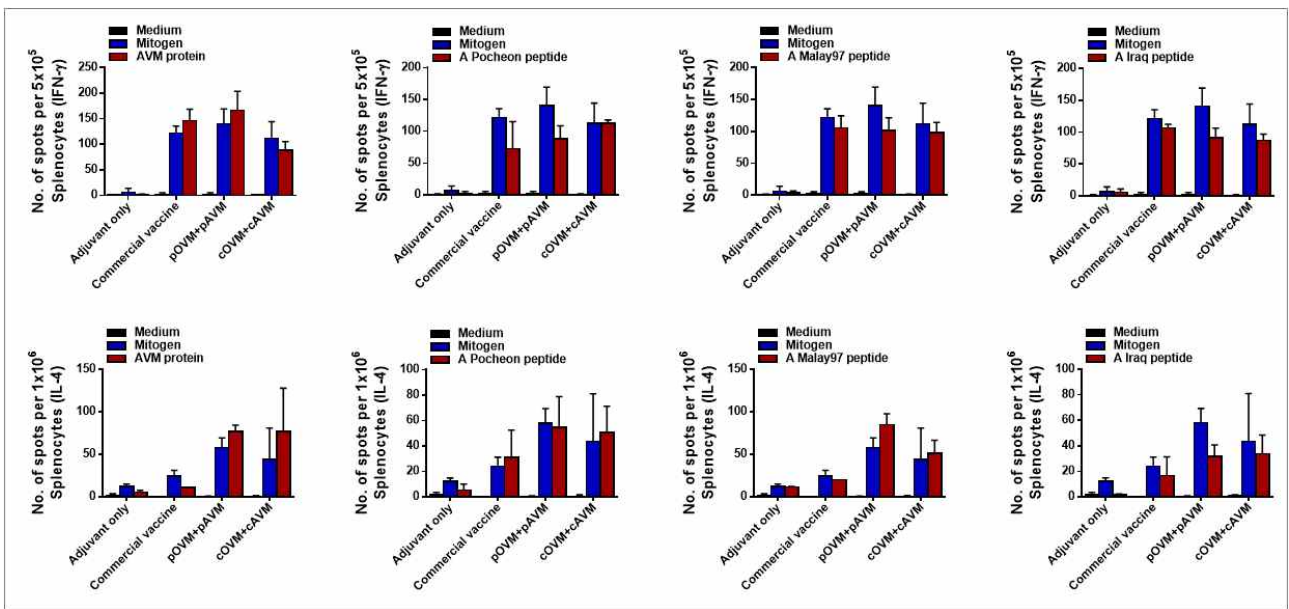 Medium
Mitogen
AVM protein
No. of spots per 5x10⁵
Splenocytes (IFN-γ)
250
200
150
100
50
0
Adjuvant only
Commercial vaccine
pOVM+pAVM
cOVM+cAVM
Medium
Mitogen
A Pocheon peptide
No. of spots per 5x10⁵
Splenocytes (IFN-γ)
200
150
100
50
0
Adjuvant only
Commercial vaccine
pOVM+pAVM
cOVM+cAVM
Medium
Mitogen
A Malay97 peptide
No. of spots per 5x10⁵
Splenocytes (IFN-γ)
200
150
100
50
0
Adjuvant only
Commercial vaccine
pOVM+pAVM
cOVM+cAVM
Medium
Mitogen
A Iraq peptide
No. of spots per 5x10⁵
Splenocytes (IFN-γ)
200
150
100
50
0
Adjuvant only
Commercial vaccine
pOVM+pAVM
cOVM+cAVM
Medium
Mitogen
AVM protein
No. of spots per 1x10⁶
Splenocytes (IL-4)
150
100
50
0
Adjuvant only
Commercial vaccine
pOVM+pAVM
cOVM+cAVM
Medium
Mitogen
A Pocheon peptide
No. of spots per 1x10⁶
Splenocytes (IL-4)
100
80
60
40
20
0
Adjuvant only
Commercial vaccine
pOVM+pAVM
cOVM+cAVM
Medium
Mitogen
A Malay97 peptide
No. of spots per 1x10⁶
Splenocytes (IL-4)
150
100
50
0
Adjuvant only
Commercial vaccine
pOVM+pAVM
cOVM+cAVM
Medium
Mitogen
A Iraq peptide
No. of spots per 1x10⁶
Splenocytes (IL-4)
100
80
60
40
20
0
Adjuvant only
Commercial vaccine
pOVM+pAVM
cOVM+cAVM